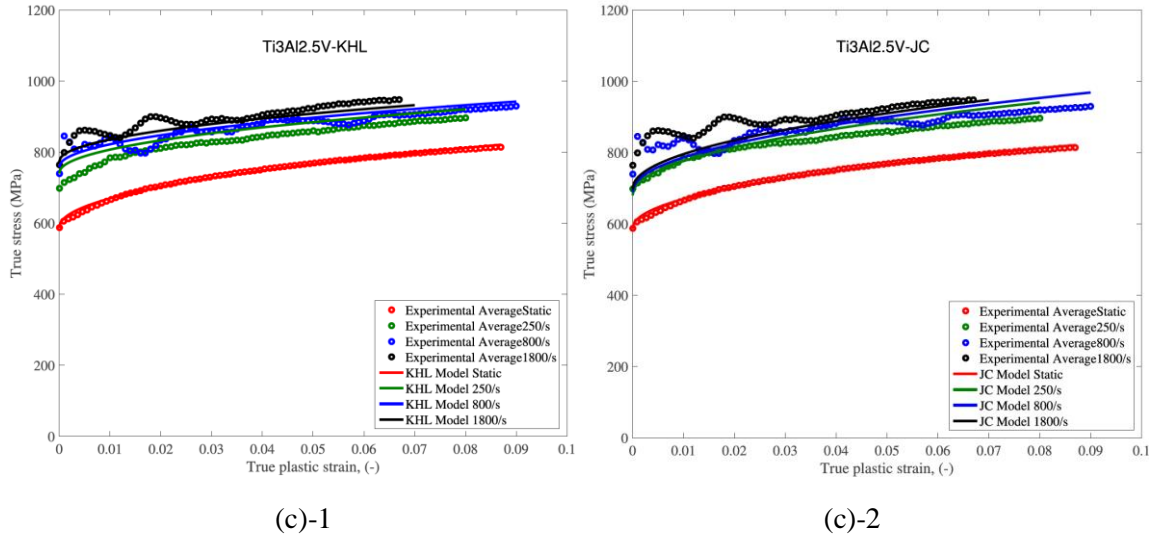 Ti3Al2.5V-KHL
1200
1000
800
600
400
200
0
True stress (MPa)
Experimental AverageStatic
Experimental Average250/s
Experimental Average800/s
Experimental Average1800/s
KHL Model Static
KHL Model 250/s
KHL Model 800/s
KHL Model 1800/s
0 0.01 0.02 0.03 0.04 0.05 0.06 0.07 0.08 0.09 0.1
True plastic strain, (-)
(c)-1
Ti3Al2.5V-JC
1200
1000
800
600
400
200
0
True stress (MPa)
Experimental AverageStatic
Experimental Average250/s
Experimental Average800/s
Experimental Average1800/s
JC Model Static
JC Model 250/s
JC Model 800/s
JC Model 1800/s
0 0.01 0.02 0.03 0.04 0.05 0.06 0.07 0.08 0.09 0.1
True plastic strain, (-)
(c)-2